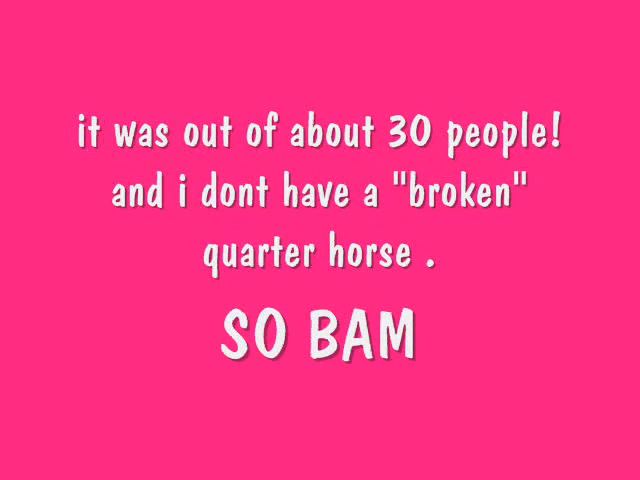 it was out of about 30 people!
and i dont have a "broken"
quarter horse .
SO BAM